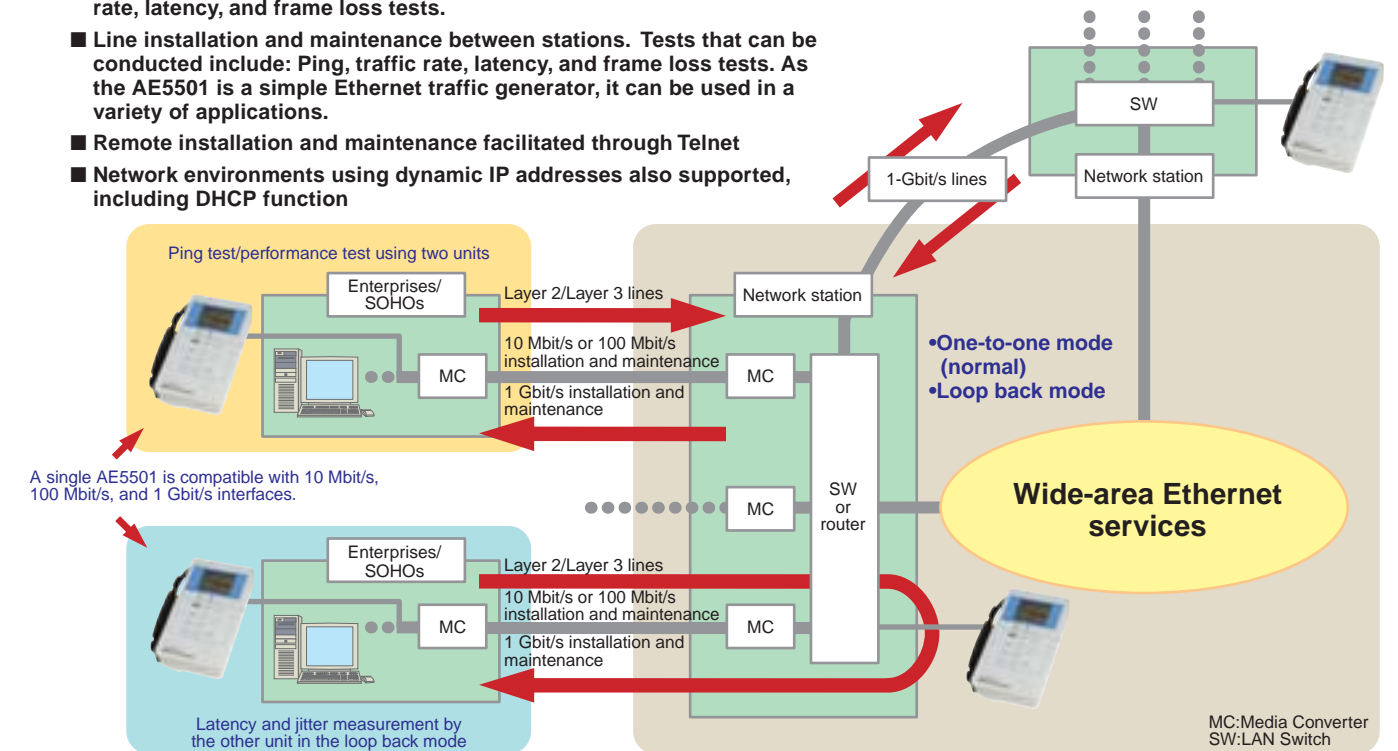 rate, latency, and frame loss tests.
■ Line installation and maintenance between stations. Tests that can be
conducted include: Ping, traffic rate, latency, and frame loss tests. As
the AE5501 is a simple Ethernet traffic generator, it can be used in a
variety of applications.
■ Remote installation and maintenance facilitated through Telnet
■ Network environments using dynamic IP addresses also supported,
including DHCP function
SW
Network station
1-Gbit/s lines
Ping test/performance test using two units
Enterprises/
SOHOs
Layer 2/Layer 3 lines
10 Mbit/s or 100 Mbit/s
installation and maintenance
1 Gbit/s installation and
maintenance
MC
Network station
MC
•One-to-one mode
(normal)
•Loop back mode
A single AE5501 is compatible with 10 Mbit/s,
100 Mbit/s, and 1 Gbit/s interfaces.
MC
SW
or
router
Wide-area Ethernet
services
Enterprises/
SOHOs
Layer 2/Layer 3 lines
10 Mbit/s or 100 Mbit/s
installation and maintenance
1 Gbit/s installation and
maintenance
MC
MC
Latency and jitter measurement by
the other unit in the loop back mode
MC:Media Converter
SW:LAN Switch